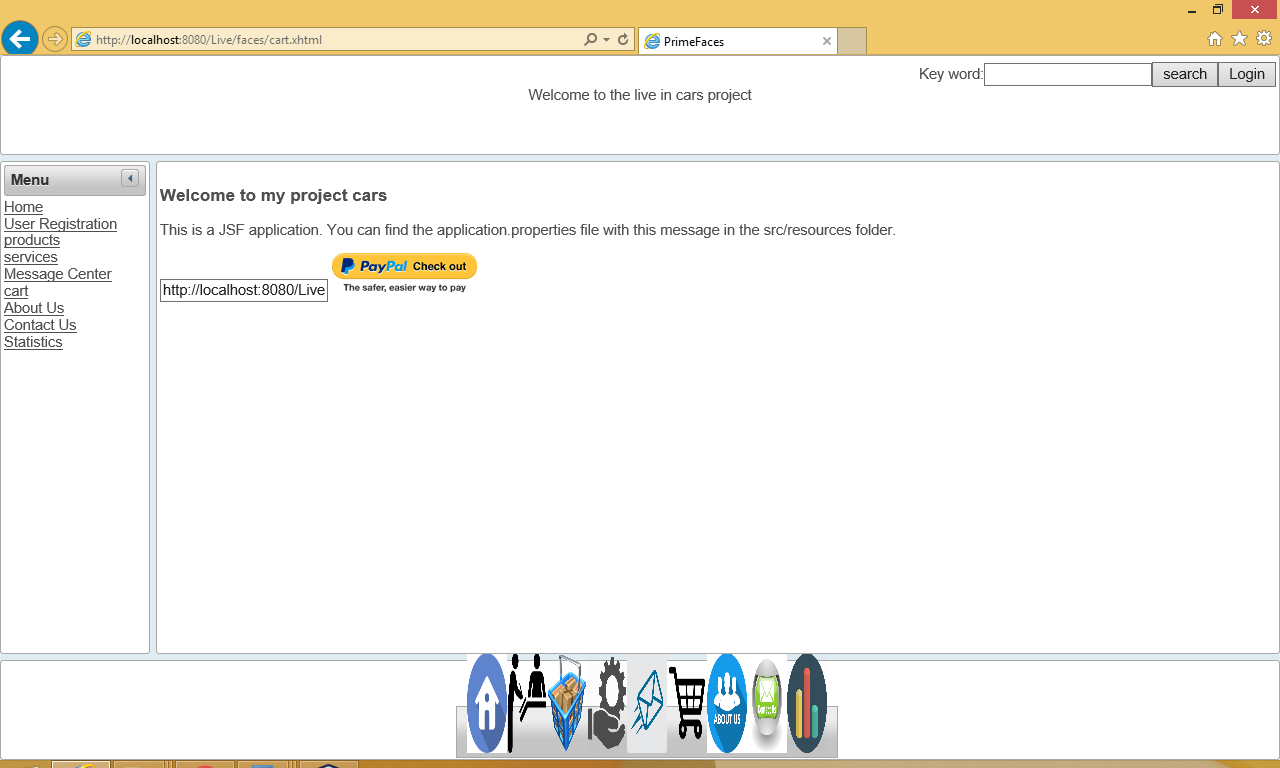 http://localhost:8080/Live/faces/cart.xhtml
PrimeFaces
Key word:
search
Login
Welcome to the live in cars project
Menu
Home
User Registration
products
services
Message Center
cart
About Us
Contact Us
Statistics
Welcome to my project cars
This is a JSF application. You can find the application.properties file with this message in the src/resources folder.
http://localhost:8080/Live
PayPal Check out
The safer, easier way to pay
ABOUT US